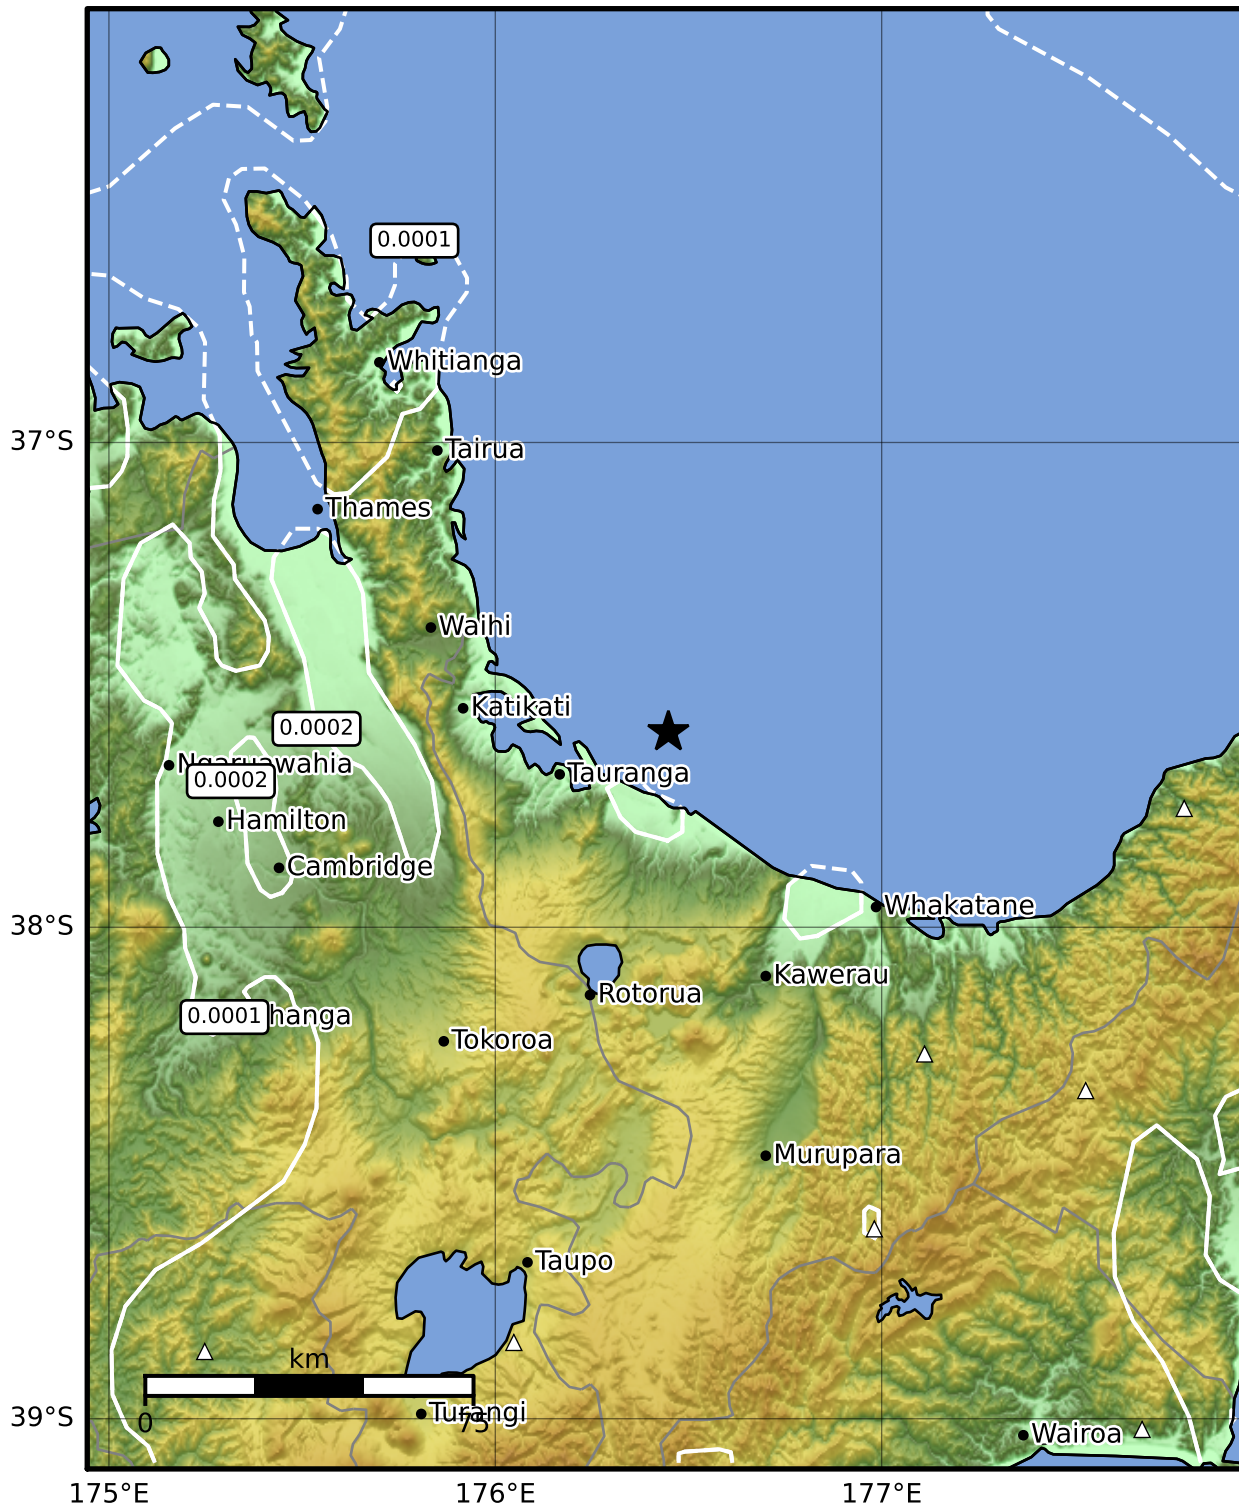 0.0001
Whitianga
37°S
Tairua
Thames
Waihi
Katikati
0.0002
Ngaruawahia
Tauranga
0.0002
Hamilton
Cambridge
Whakatane
38°S
Kawerau
Rotorua
0.0001
hanga
Tokoroa
Murupara
Taupo
km
0
75
Turangi
39°S
Wairoa
175°E
176°E
177°E